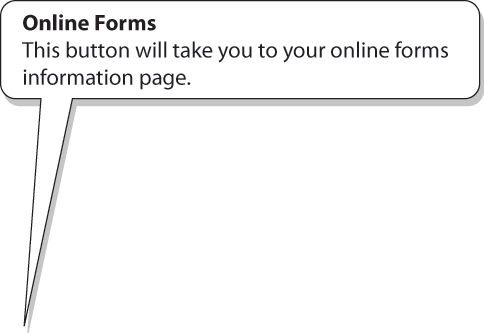 Online Forms
This button will take you to your online forms
information page.